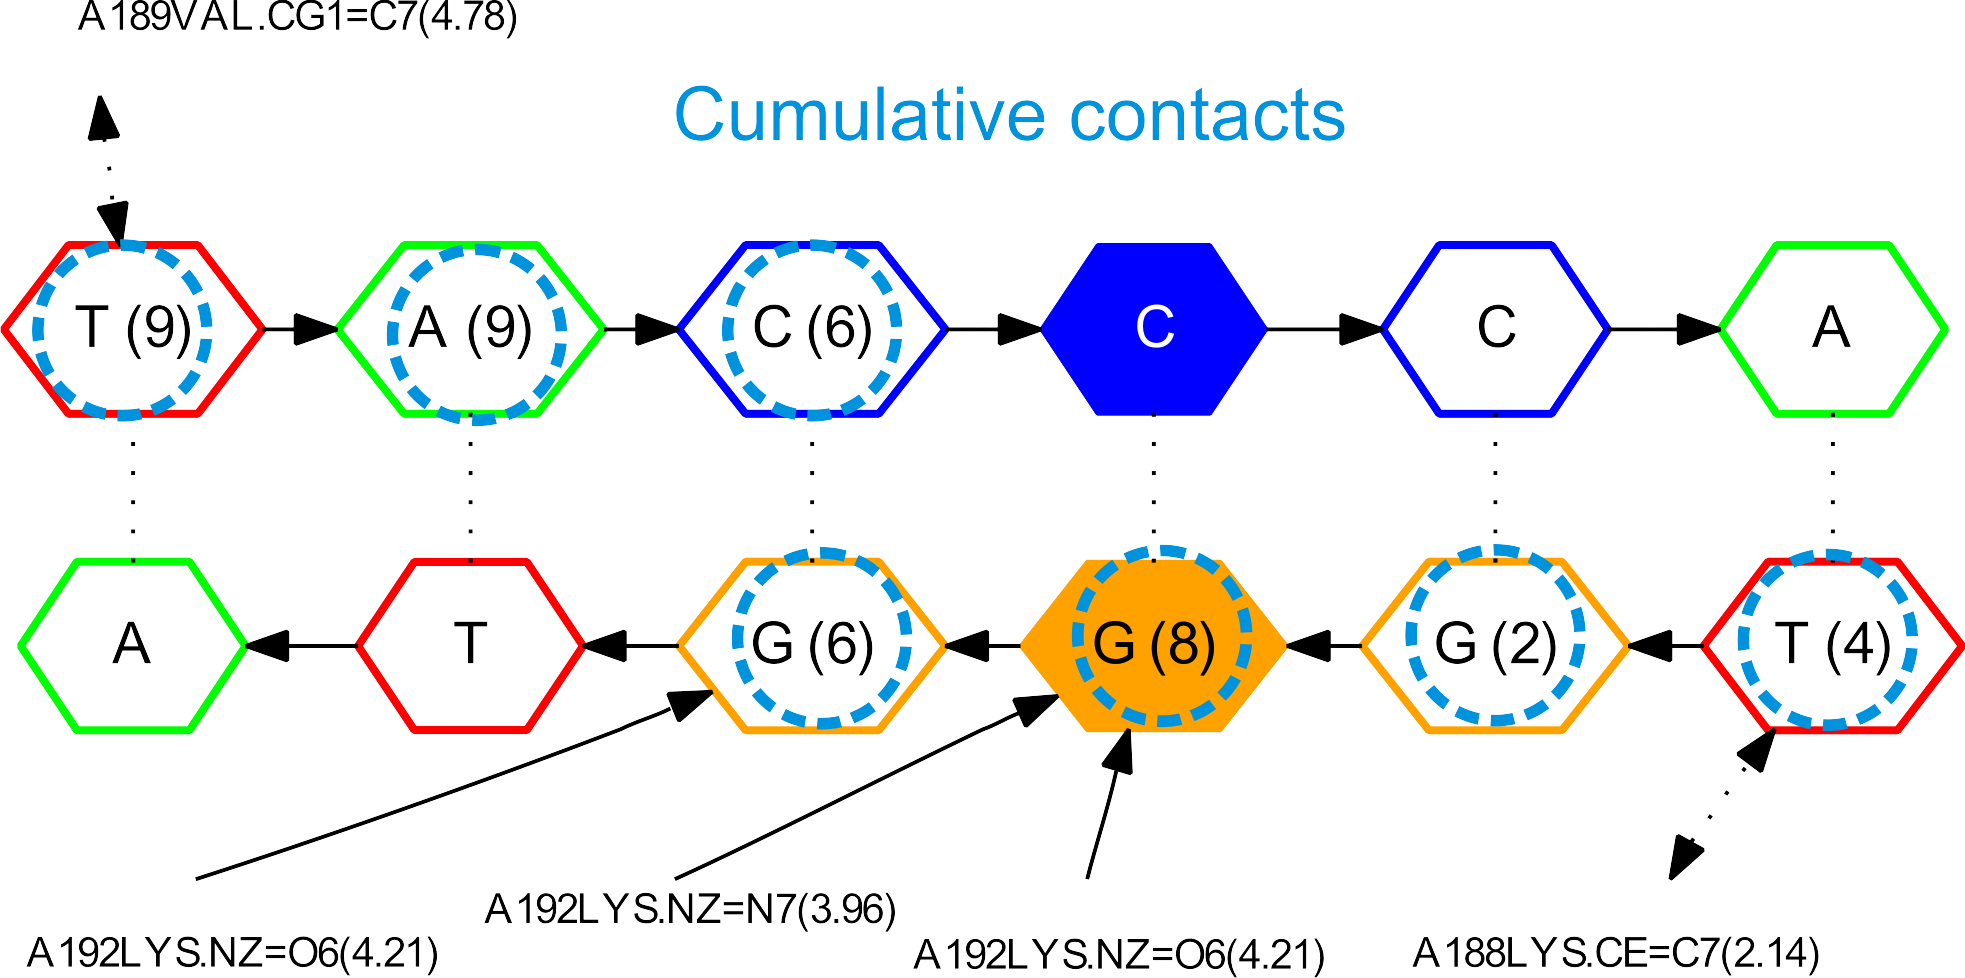 A189VAL.CG1=C7(4.78)
Cumulative contacts
T (9) A (9) C (6) C C A
A T G (6) G (8) G (2) T (4)
A192LYS.NZ=N7(3.96)
A192LYS.NZ=O6(4.21) A192LYS.NZ=O6(4.21) A188LYS.CE=C7(2.14)